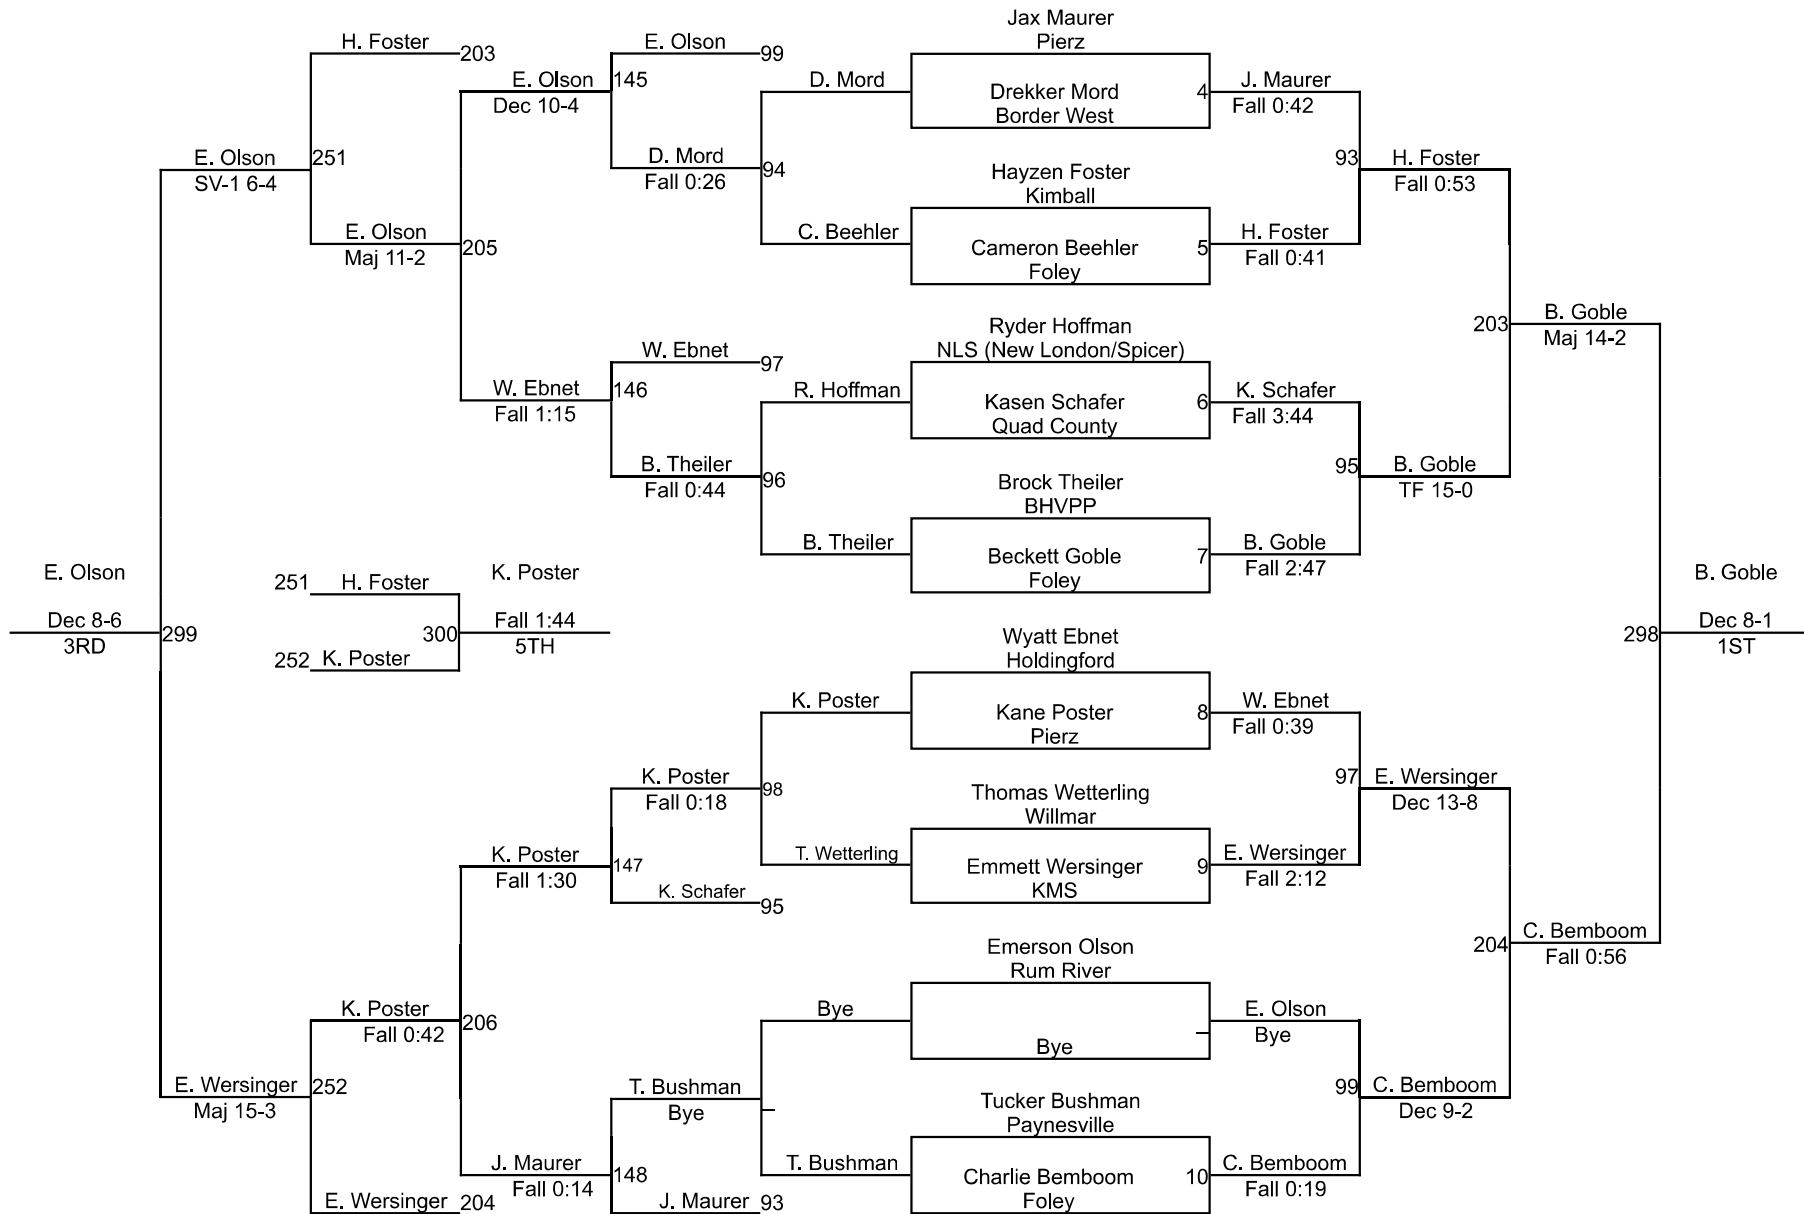 Jax Maurer
H. Foster
E. Olson
Pierz
203
99
E. Olson
145
D. Mord
Drekker Mord
4
J. Maurer
Dec 10-4
Border West
Fall 0:42
E. Olson
251
D. Mord
94
93
H. Foster
SV-1 6-4
Fall 0:26
Hayzen Foster
Fall 0:53
Kimball
E. Olson
205
C. Beehler
Cameron Beehler
5
H. Foster
Maj 11-2
Foley
Fall 0:41
Ryder Hoffman
203
B. Goble
W. Ebnet
97
NLS (New London/Spicer)
Maj 14-2
W. Ebnet
146
R. Hoffman
Kasen Schafer
6
K. Schafer
Fall 1:15
Quad County
Fall 3:44
B. Theiler
96
95
B. Goble
Fall 0:44
Brock Theiler
TF 15-0
BHVPP
B. Theiler
Beckett Goble
7
B. Goble
Foley
Fall 2:47
E. Olson
251
H. Foster
K. Poster
B. Goble
Dec 8-6
299
300
Fall 1:44
298
Dec 8-1
3RD
252
K. Poster
5TH
1ST
Wyatt Ebnet
Holdingford
K. Poster
Kane Poster
8
W. Ebnet
Pierz
Fall 0:39
K. Poster
98
97
E. Wersinger
Fall 0:18
Thomas Wetterling
Dec 13-8
Willmar
K. Poster
147
T. Wetterling
Emmett Wersinger
9
E. Wersinger
Fall 1:30
KMS
Fall 2:12
K. Schafer
95
Emerson Olson
204
C. Bemboom
Rum River
Fall 0:56
K. Poster
206
Bye
E. Olson
Fall 0:42
Bye
Bye
E. Wersinger
252
T. Bushman
99
C. Bemboom
Maj 15-3
Bye
Tucker Bushman
Dec 9-2
Paynesville
J. Maurer
148
T. Bushman
Charlie Bemboom
10
C. Bemboom
Fall 0:14
Foley
Fall 0:19
E. Wersinger
204
J. Maurer
93